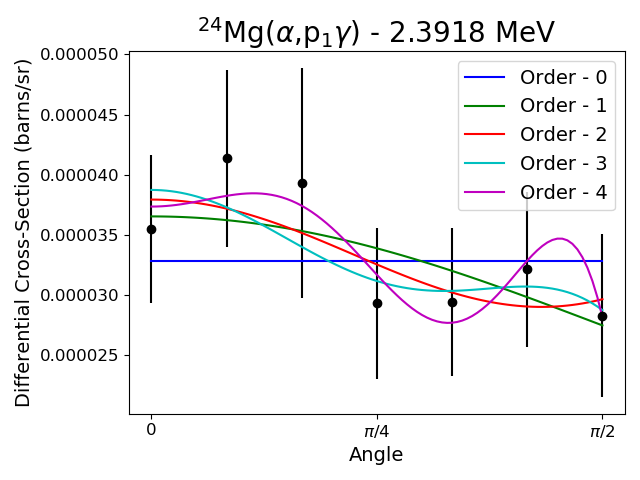 ²⁴Mg(α,p₁γ) - 2.3918 MeV
Differential Cross-Section (barns/sr)
0.000050
0.000045
0.000040
0.000035
0.000030
0.000025
Order - 0
Order - 1
Order - 2
Order - 3
Order - 4
0
π/4
π/2
Angle